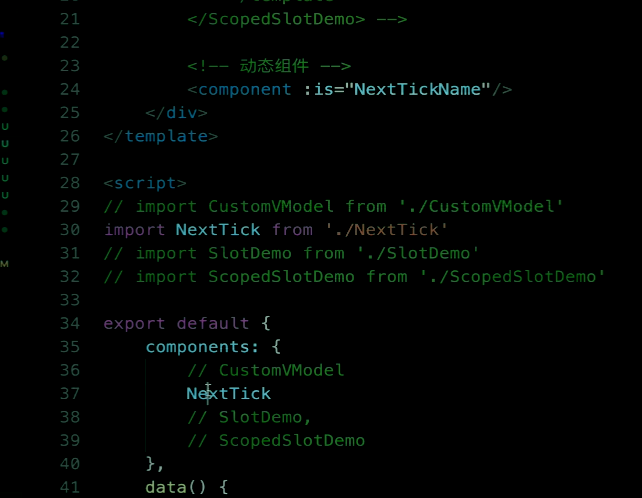 21 </ScopedSlotDemo> -->
22
23 <!-- 动态组件 -->
24 <component :is="NextTickName"/>
25 </div>
26 </template>
27
28 <script>
29 // import CustomVModel from './CustomVModel'
30 import NextTick from './NextTick'
31 // import SlotDemo from './SlotDemo'
32 // import ScopedSlotDemo from './ScopedSlotDemo'
33
34 export default {
35 components: {
36 // CustomVModel
37 NextTick
38 // SlotDemo,
39 // ScopedSlotDemo
40 },
41 data() {
U
U
U
U
U
M